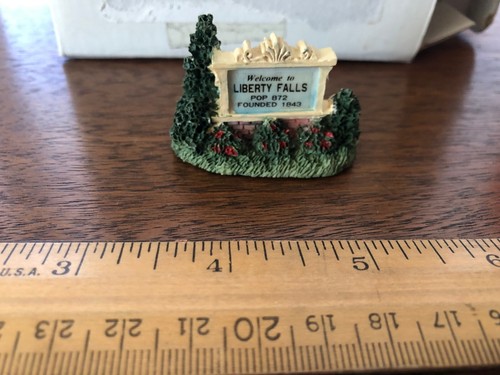 Welcome to
LIBERTY FALLS
POP 872
FOUNDED 1843
U.S.A. 3 4 5 6
23 22 21 20 19 18 17 16